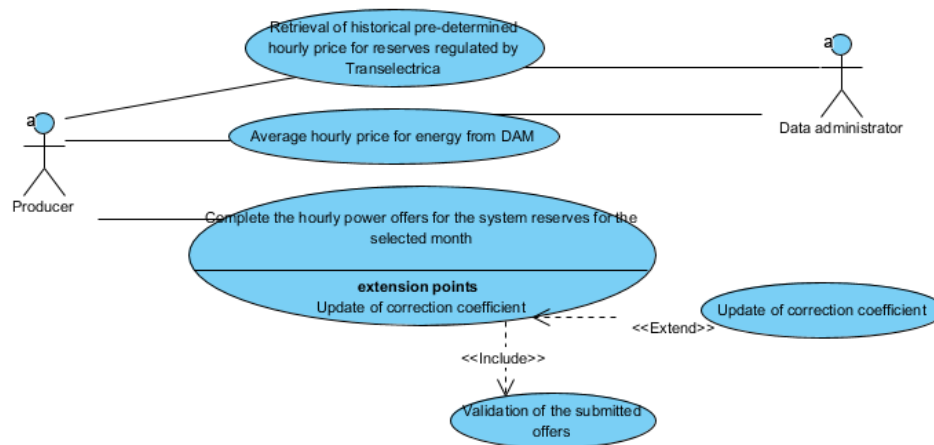 Retrieval of historical pre-determined
hourly price for reserves regulated by
Transelectrica
a
Data administrator
a
Producer
Average hourly price for energy from DAM
Complete the hourly power offers for the system reserves for the
selected month
extension points
Update of correction coefficient
Update of correction coefficient
<<Extend>>
<<Include>>
Validation of the submitted
offers